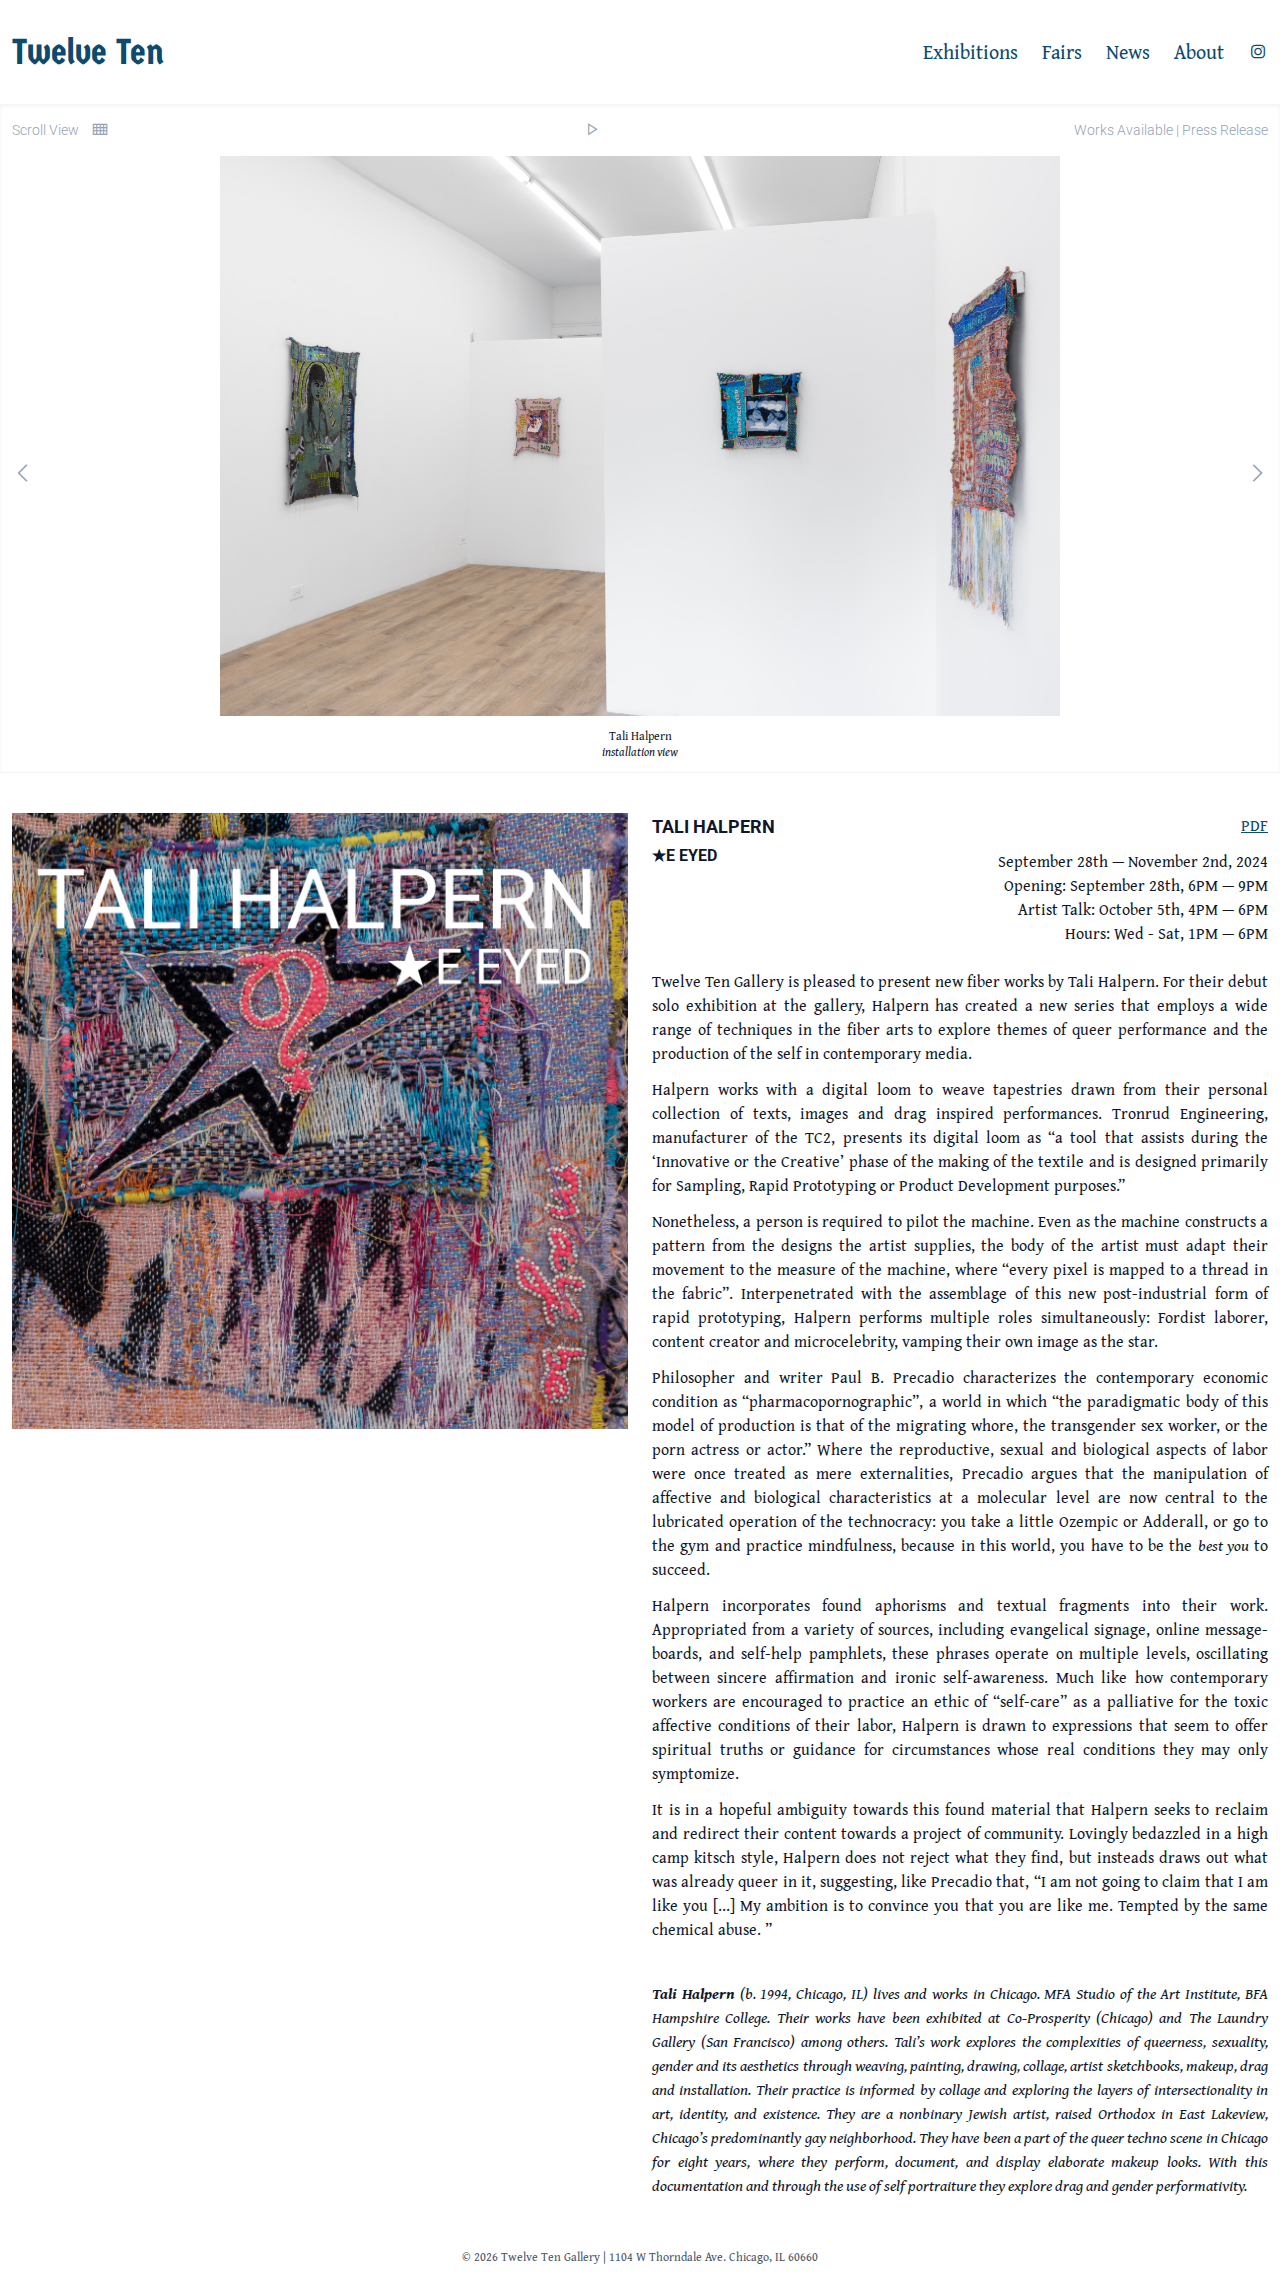 Twelve Ten
Exhibitions Fairs News About
Scroll View
Works Available | Press Release
Tali Halpern
installation view
TALI HALPERN
★E EYED
TALI HALPERN
PDF
★E EYED
September 28th — November 2nd, 2024
Opening: September 28th, 6PM — 9PM
Artist Talk: October 5th, 4PM — 6PM
Hours: Wed - Sat, 1PM — 6PM
Twelve Ten Gallery is pleased to present new fiber works by Tali Halpern. For their debut
solo exhibition at the gallery, Halpern has created a new series that employs a wide
range of techniques in the fiber arts to explore themes of queer performance and the
production of the self in contemporary media.
Halpern works with a digital loom to weave tapestries drawn from their personal
collection of texts, images and drag inspired performances. Tronrud Engineering,
manufacturer of the TC2, presents its digital loom as “a tool that assists during the
‘Innovative or the Creative’ phase of the making of the textile and is designed primarily
for Sampling, Rapid Prototyping or Product Development purposes.”
Nonetheless, a person is required to pilot the machine. Even as the machine constructs a
pattern from the designs the artist supplies, the body of the artist must adapt their
movement to the measure of the machine, where “every pixel is mapped to a thread in
the fabric”. Interpenetrated with the assemblage of this new post-industrial form of
rapid prototyping, Halpern performs multiple roles simultaneously: Fordist laborer,
content creator and microcelebrity, vamping their own image as the star.
Philosopher and writer Paul B. Precadio characterizes the contemporary economic
condition as “pharmacopornographic”, a world in which “the paradigmatic body of this
model of production is that of the migrating whore, the transgender sex worker, or the
porn actress or actor.” Where the reproductive, sexual and biological aspects of labor
were once treated as mere externalities, Precadio argues that the manipulation of
affective and biological characteristics at a molecular level are now central to the
lubricated operation of the technocracy: you take a little Ozempic or Adderall, or go to
the gym and practice mindfulness, because in this world, you have to be the best you to
succeed.
Halpern incorporates found aphorisms and textual fragments into their work.
Appropriated from a variety of sources, including evangelical signage, online message-
boards, and self-help pamphlets, these phrases operate on multiple levels, oscillating
between sincere affirmation and ironic self-awareness. Much like how contemporary
workers are encouraged to practice an ethic of “self-care” as a palliative for the toxic
affective conditions of their labor, Halpern is drawn to expressions that seem to offer
spiritual truths or guidance for circumstances whose real conditions they may only
symptomize.
It is in a hopeful ambiguity towards this found material that Halpern seeks to reclaim
and redirect their content towards a project of community. Lovingly bedazzled in a high
camp kitsch style, Halpern does not reject what they find, but insteads draws out what
was already queer in it, suggesting, like Precadio that, “I am not going to claim that I am
like you [...] My ambition is to convince you that you are like me. Tempted by the same
chemical abuse. ”
Tali Halpern (b. 1994, Chicago, IL) lives and works in Chicago. MFA Studio of the Art Institute, BFA
Hampshire College. Their works have been exhibited at Co-Prosperity (Chicago) and The Laundry
Gallery (San Francisco) among others. Tali’s work explores the complexities of queerness, sexuality,
gender and its aesthetics through weaving, painting, drawing, collage, artist sketchbooks, makeup, drag
and installation. Their practice is informed by collage and exploring the layers of intersectionality in
art, identity, and existence. They are a nonbinary Jewish artist, raised Orthodox in East Lakeview,
Chicago’s predominantly gay neighborhood. They have been a part of the queer techno scene in Chicago
for eight years, where they perform, document, and display elaborate makeup looks. With this
documentation and through the use of self portraiture they explore drag and gender performativity.
© 2026 Twelve Ten Gallery | 1104 W Thorndale Ave. Chicago, IL 60660